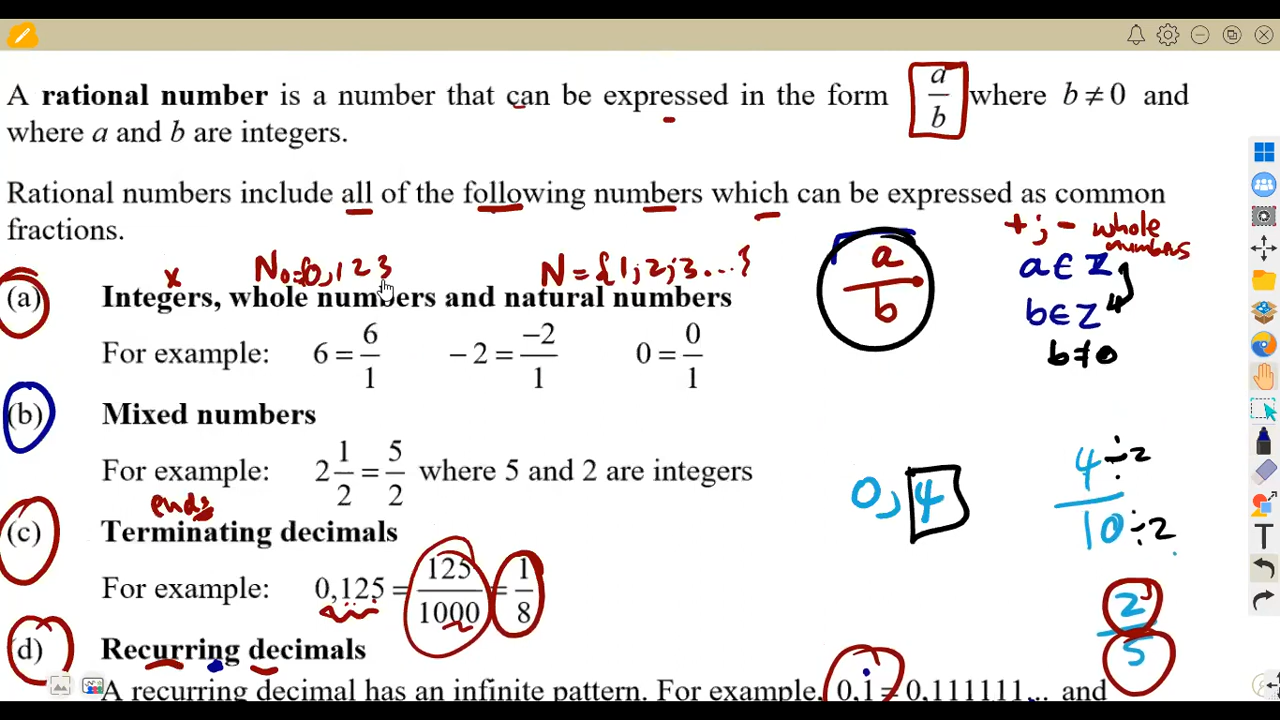 A rational number is a number that can be expressed in the form a/b where b ≠ 0 and
where a and b are integers.
Rational numbers include all of the following numbers which can be expressed as common
fractions.
+; - whole
numbers
x N₀={0,1 2 3 N={1;2;3...}
a/b
a∈Z
b∈Z
b≠0
(a) Integers, whole numbers and natural numbers
For example: 6 = 6/1 −2 = −2/1 0 = 0/1
(b) Mixed numbers
For example: 2 1/2 = 5/2 where 5 and 2 are integers
0,4 4÷2/10÷2
ends
(c) Terminating decimals
For example: 0,125 = 125/1000 = 1/8
2/5
(d) Recurring decimals
A recurring decimal has an infinite pattern. For example, 0,1̇ = 0,111111... and
T